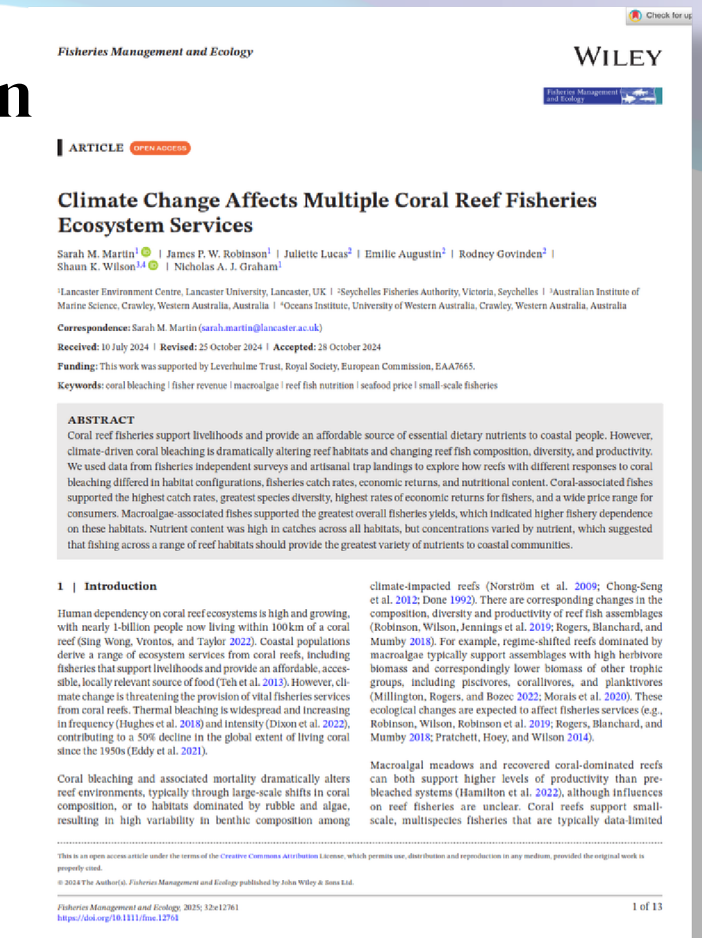 Check for up
Fisheries Management and Ecology
WILEY
n
Fisheries Management
and Ecology
ARTICLE OPEN ACCESS
Climate Change Affects Multiple Coral Reef Fisheries
Ecosystem Services
Sarah M. Martin¹ | James P. W. Robinson¹ | Juliette Lucas² | Emilie Augustin² | Rodney Govinden² |
Shaun K. Wilson³,⁴ | Nicholas A. J. Graham¹
¹Lancaster Environment Centre, Lancaster University, Lancaster, UK | ²Seychelles Fisheries Authority, Victoria, Seychelles | ³Australian Institute of
Marine Science, Crawley, Western Australia, Australia | ⁴Oceans Institute, University of Western Australia, Crawley, Western Australia, Australia
Correspondence: Sarah M. Martin (sarah.martin@lancaster.ac.uk)
Received: 10 July 2024 | Revised: 25 October 2024 | Accepted: 28 October 2024
Funding: This work was supported by Leverhulme Trust, Royal Society, European Commission, EAA7665.
Keywords: coral bleaching | fisher revenue | macroalgae | reef fish nutrition | seafood price | small-scale fisheries
ABSTRACT
Coral reef fisheries support livelihoods and provide an affordable source of essential dietary nutrients to coastal people. However,
climate-driven coral bleaching is dramatically altering reef habitats and changing reef fish composition, diversity, and productivity.
We used data from fisheries independent surveys and artisanal trap landings to explore how reefs with different responses to coral
bleaching differed in habitat configurations, fisheries catch rates, economic returns, and nutritional content. Coral-associated fishes
supported the highest catch rates, greatest species diversity, highest rates of economic returns for fishers, and a wide price range for
consumers. Macroalgae-associated fishes supported the greatest overall fisheries yields, which indicated higher fishery dependence
on these habitats. Nutrient content was high in catches across all habitats, but concentrations varied by nutrient, which suggested
that fishing across a range of reef habitats should provide the greatest variety of nutrients to coastal communities.
1 | Introduction
Human dependency on coral reef ecosystems is high and growing,
with nearly 1-billion people now living within 100km of a coral
reef (Sing Wong, Vrontos, and Taylor 2022). Coastal populations
derive a range of ecosystem services from coral reefs, including
fisheries that support livelihoods and provide an affordable, acces-
sible, locally relevant source of food (Teh et al. 2013). However, cli-
mate change is threatening the provision of vital fisheries services
from coral reefs. Thermal bleaching is widespread and increasing
in frequency (Hughes et al. 2018) and intensity (Dixon et al. 2022),
contributing to a 50% decline in the global extent of living coral
since the 1950s (Eddy et al. 2021).
Coral bleaching and associated mortality dramatically alters
reef environments, typically through large-scale shifts in coral
composition, or to habitats dominated by rubble and algae,
resulting in high variability in benthic composition among
climate-impacted reefs (Norström et al. 2009; Chong-Seng
et al. 2012; Done 1992). There are corresponding changes in the
composition, diversity and productivity of reef fish assemblages
(Robinson, Wilson, Jennings et al. 2019; Rogers, Blanchard, and
Mumby 2018). For example, regime-shifted reefs dominated by
macroalgae typically support assemblages with high herbivore
biomass and correspondingly lower biomass of other trophic
groups, including piscivores, corallivores, and planktivores
(Millington, Rogers, and Bozec 2022; Morais et al. 2020). These
ecological changes are expected to affect fisheries services (e.g.,
Robinson, Wilson, Robinson et al. 2019; Rogers, Blanchard, and
Mumby 2018; Pratchett, Hoey, and Wilson 2014).
Macroalgal meadows and recovered coral-dominated reefs
can both support higher levels of productivity than pre-
bleached systems (Hamilton et al. 2022), although influences
on reef fisheries are unclear. Coral reefs support small-
scale, multispecies fisheries that are typically data-limited
This is an open access article under the terms of the Creative Commons Attribution License, which permits use, distribution and reproduction in any medium, provided the original work is
properly cited.
© 2024 The Author(s). Fisheries Management and Ecology published by John Wiley & Sons Ltd.
Fisheries Management and Ecology, 2025; 32:e12761
https://doi.org/10.1111/fme.12761
1 of 13